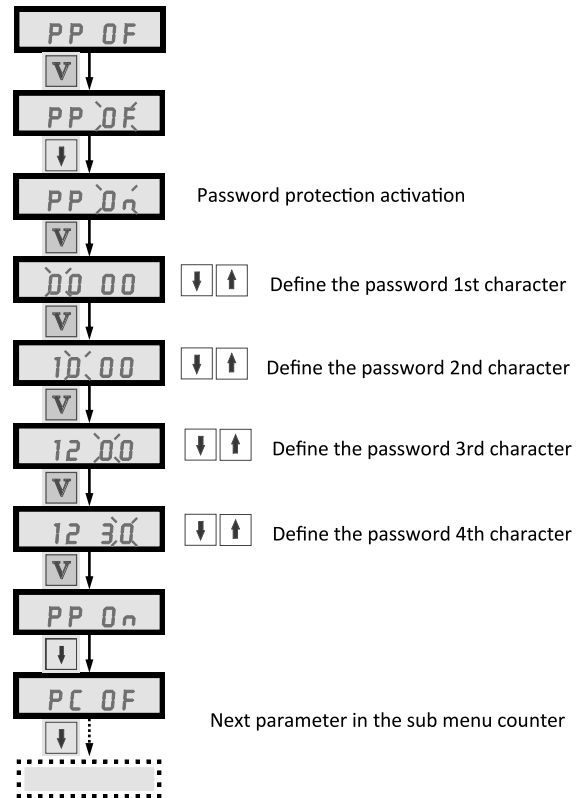 PP OF
V
PP OF
PP On
Password protection activation
V
00 00
Define the password 1st character
V
10 00
Define the password 2nd character
V
12 00
Define the password 3rd character
V
12 30
Define the password 4th character
V
PP On
PC OF
Next parameter in the sub menu counter